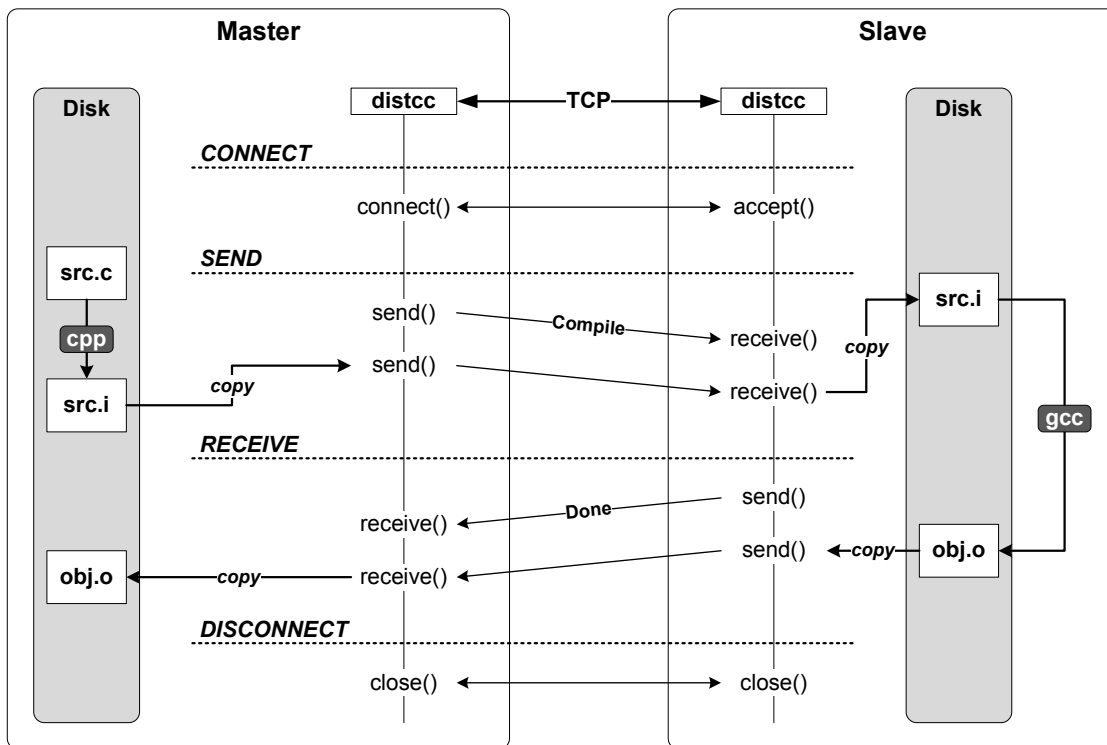 Master
Slave
Disk
distcc
TCP
distcc
Disk
CONNECT
connect()
accept()
SEND
src.c
src.i
send()
Compile
receive()
cpp
copy
send()
copy
receive()
src.i
gcc
RECEIVE
send()
Done
receive()
send()
copy
obj.o
obj.o
copy
receive()
DISCONNECT
close()
close()